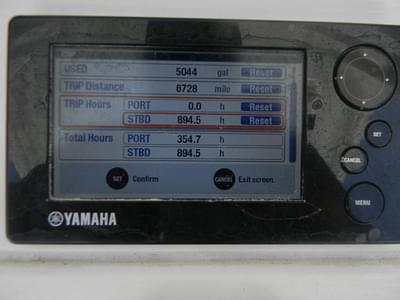 USED 5044 gal Reset
TRIP Distance 6728 mile Reset
TRIP Hours PORT 0.0 h Reset
STBD 894.5 h Reset
Total Hours PORT 354.7 h
STBD 894.5 h
SET Confirm CANCEL Exit screen.
SET
CANCEL
MENU
YAMAHA